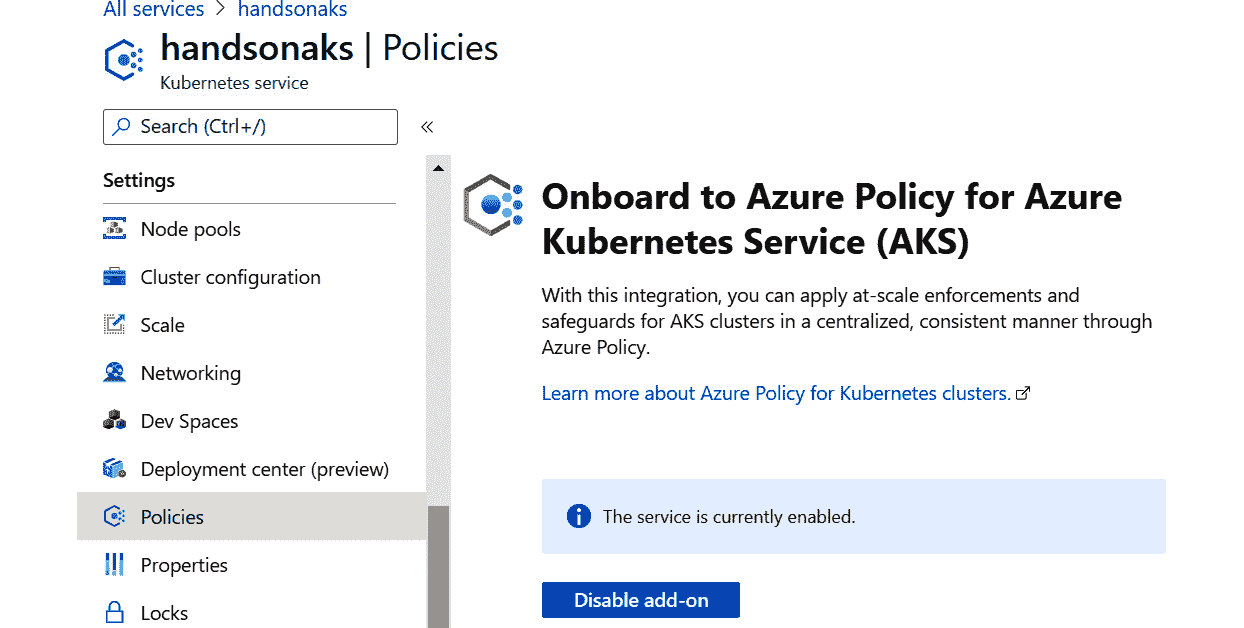 All services > handsonaks
handsonaks | Policies
Kubernetes service
Search (Ctrl+/)
«
Settings
Node pools
Cluster configuration
Scale
Networking
Dev Spaces
Deployment center (preview)
Policies
Properties
Locks
Onboard to Azure Policy for Azure
Kubernetes Service (AKS)
With this integration, you can apply at-scale enforcements and
safeguards for AKS clusters in a centralized, consistent manner through
Azure Policy.
Learn more about Azure Policy for Kubernetes clusters.
The service is currently enabled.
Disable add-on